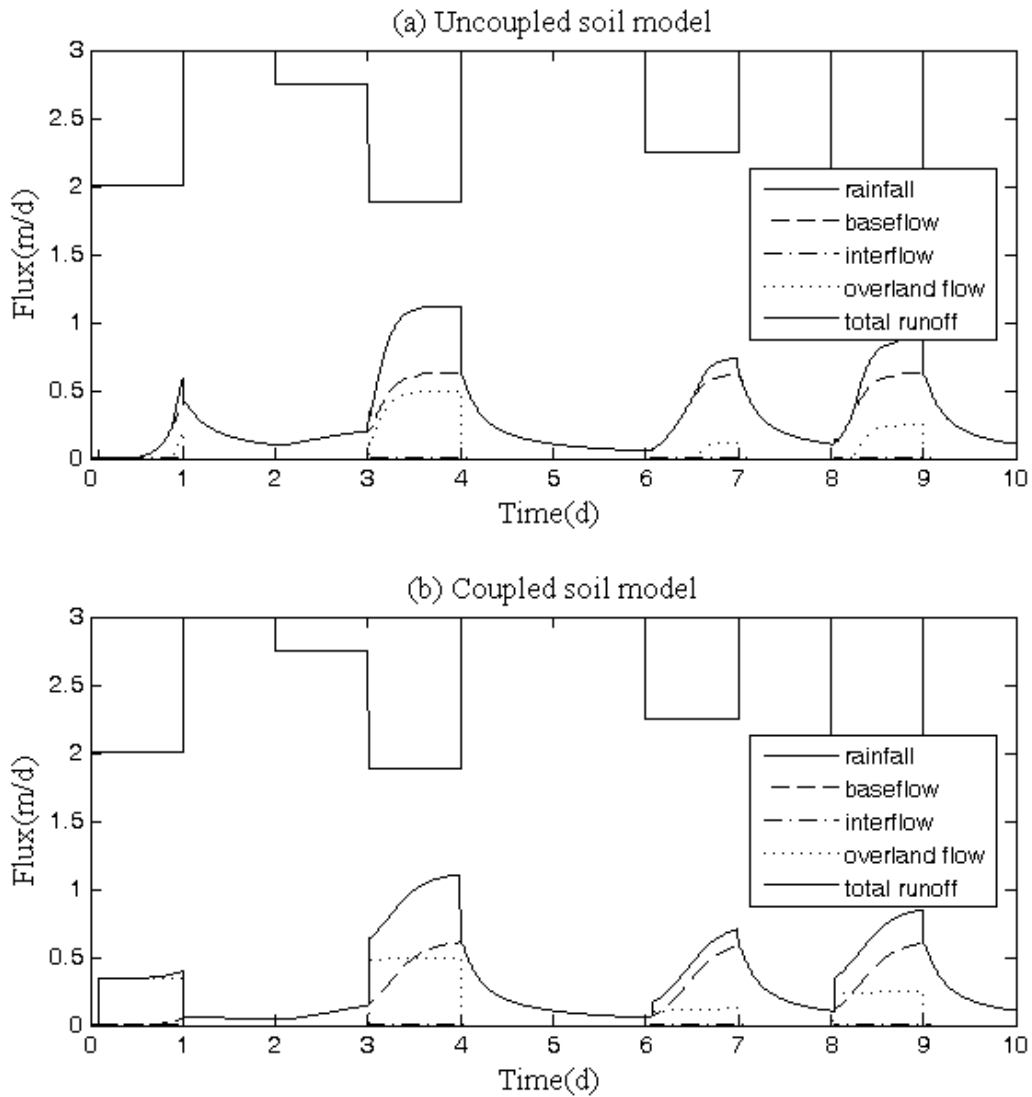 (a) Uncoupled soil model
3
2.5
2
1.5
1
0.5
0
Flux(m/d)
rainfall
baseflow
interflow
overland flow
total runoff
0 1 2 3 4 5 6 7 8 9 10
Time(d)
(b) Coupled soil model
3
2.5
2
1.5
1
0.5
0
Flux(m/d)
rainfall
baseflow
interflow
overland flow
total runoff
0 1 2 3 4 5 6 7 8 9 10
Time(d)